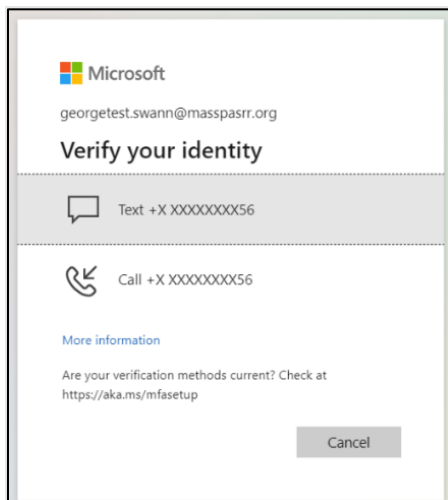 Microsoft
georgetest.swann@masspasrr.org
Verify your identity
Text +X XXXXXXXX56
Call +X XXXXXXXX56
More information
Are your verification methods current? Check at
https://aka.ms/mfasetup
Cancel